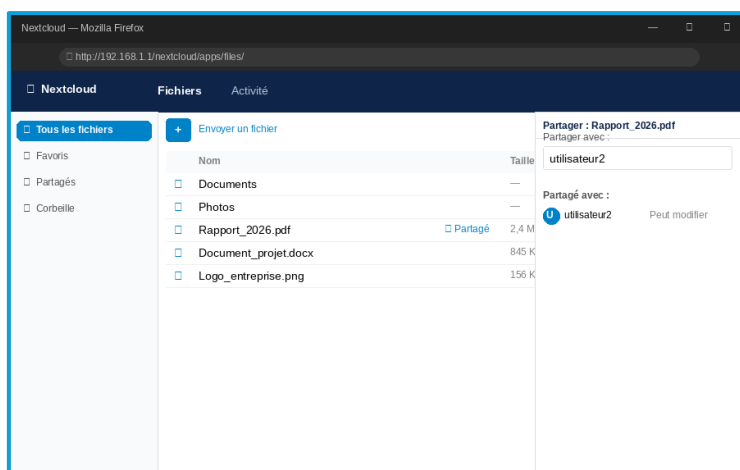 Nextcloud — Mozilla Firefox
http://192.168.1.1/nextcloud/apps/files/
Nextcloud Fichiers Activité
Tous les fichiers
Favoris
Partagés
Corbeille
+ Envoyer un fichier
Nom Taille
Documents —
Photos —
Rapport_2026.pdf Partagé 2,4 M
Document_projet.docx 845 K
Logo_entreprise.png 156 K
Partager : Rapport_2026.pdf
Partager avec :
utilisateur2
Partagé avec :
U utilisateur2 Peut modifier